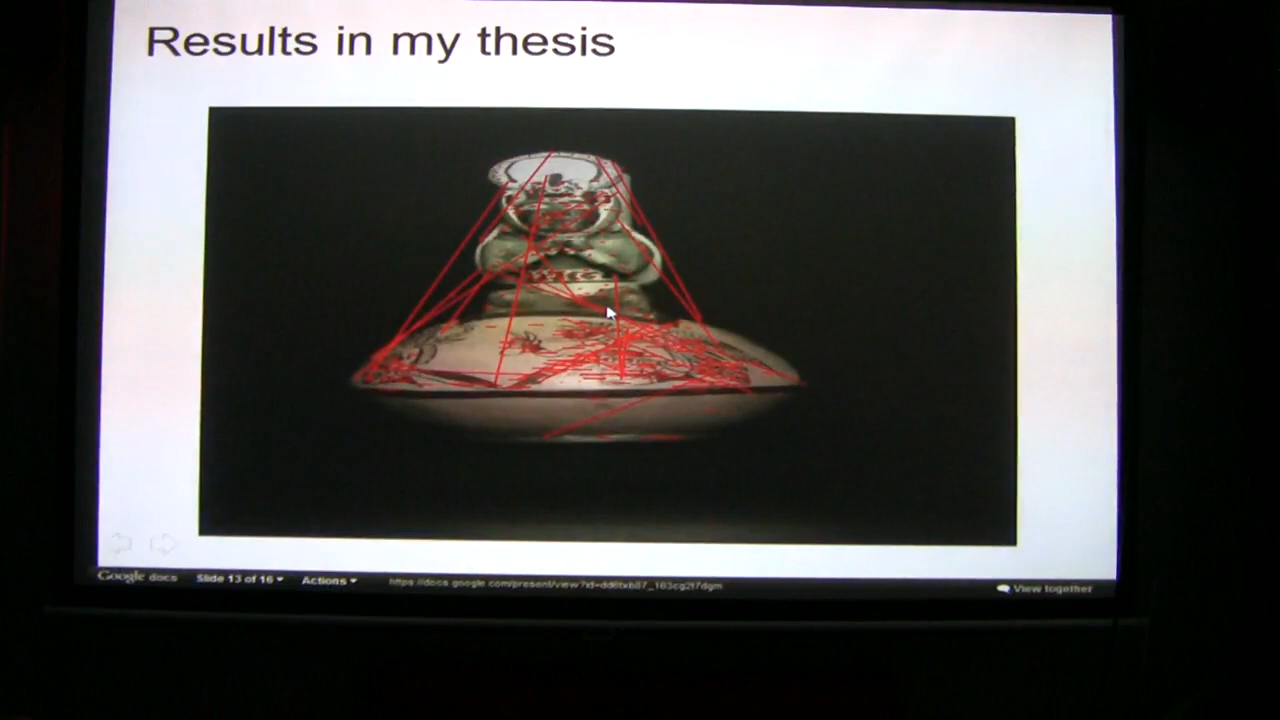 Results in my thesis
Google docs Slide 13 of 16 Actions View together